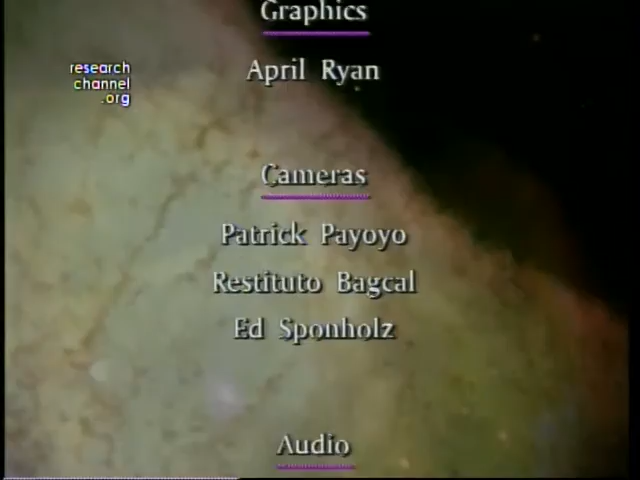 Graphics
April Ryan
research
channel
.org
Cameras
Patrick Payoyo
Restituto Bagcal
Ed Sponholz
Audio